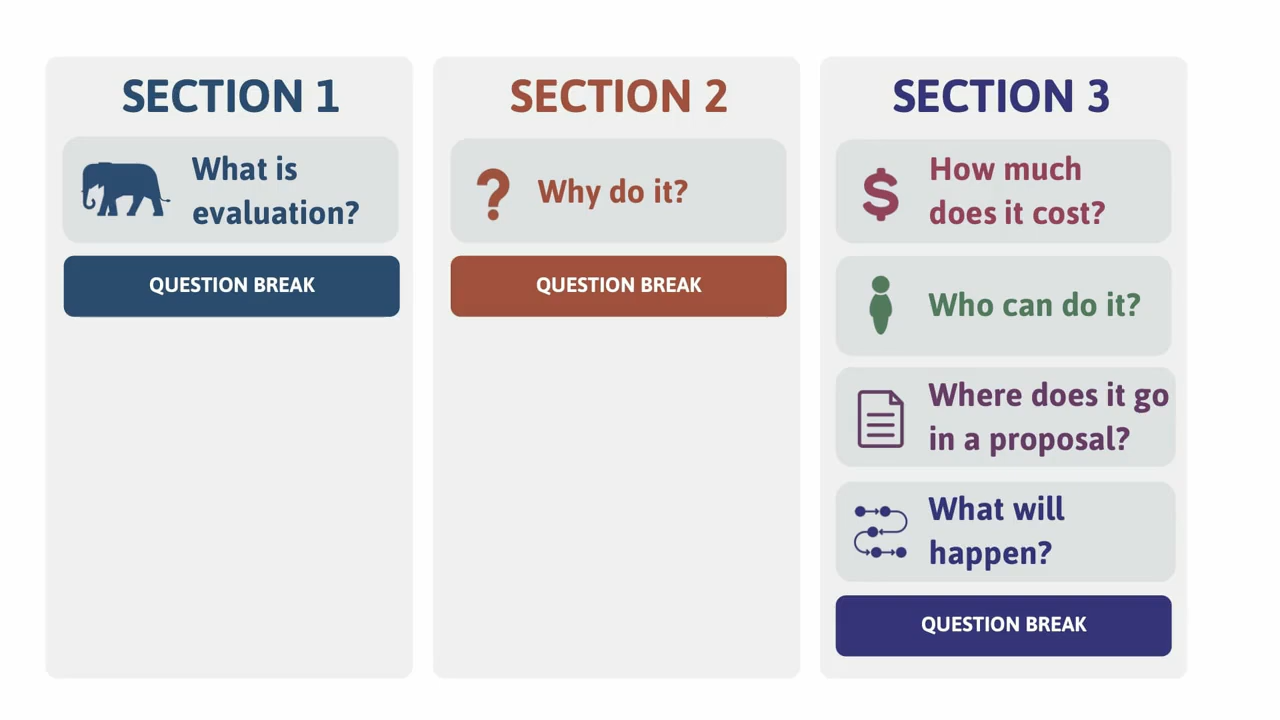 SECTION 1
What is
evaluation?
QUESTION BREAK
SECTION 2
Why do it?
QUESTION BREAK
SECTION 3
How much
does it cost?
Who can do it?
Where does it go
in a proposal?
What will
happen?
QUESTION BREAK